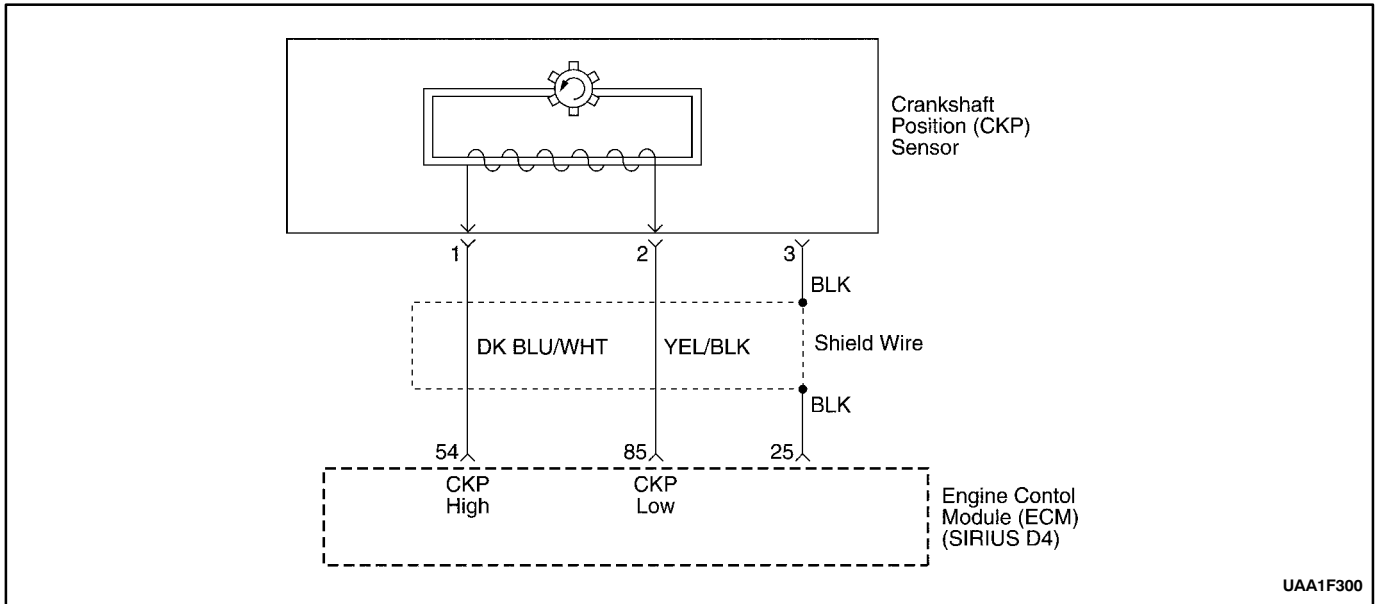 Crankshaft
Position (CKP)
Sensor
1
2
3
BLK
DK BLU/WHT
YEL/BLK
Shield Wire
BLK
54
85
25
CKP
High
CKP
Low
Engine Contol
Module (ECM)
(SIRIUS D4)
UAA1F300